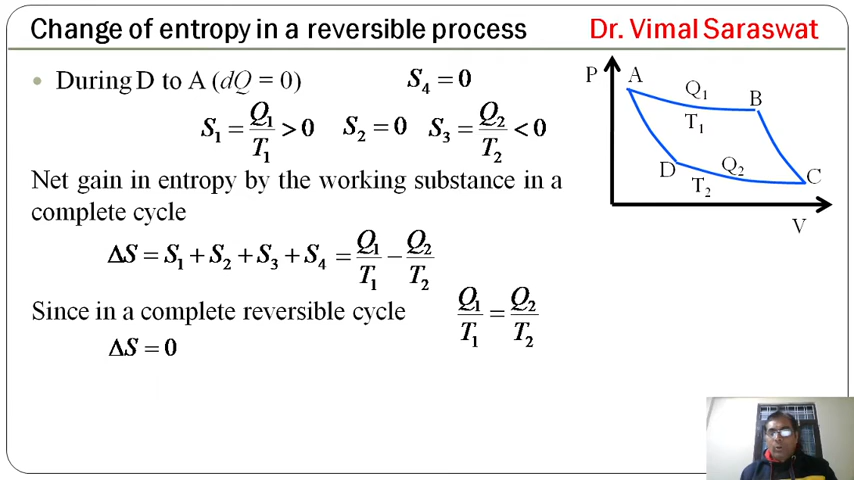 Change of entropy in a reversible process Dr. Vimal Saraswat
• During D to A (dQ = 0) S₄ = 0
S₁ = Q₁/T₁ > 0 S₂ = 0 S₃ = Q₂/T₂ < 0
Net gain in entropy by the working substance in a
complete cycle
ΔS = S₁ + S₂ + S₃ + S₄ = Q₁/T₁ − Q₂/T₂
Since in a complete reversible cycle Q₁/T₁ = Q₂/T₂
ΔS = 0
P
A
Q₁
B
T₁
D
Q₂
C
T₂
V